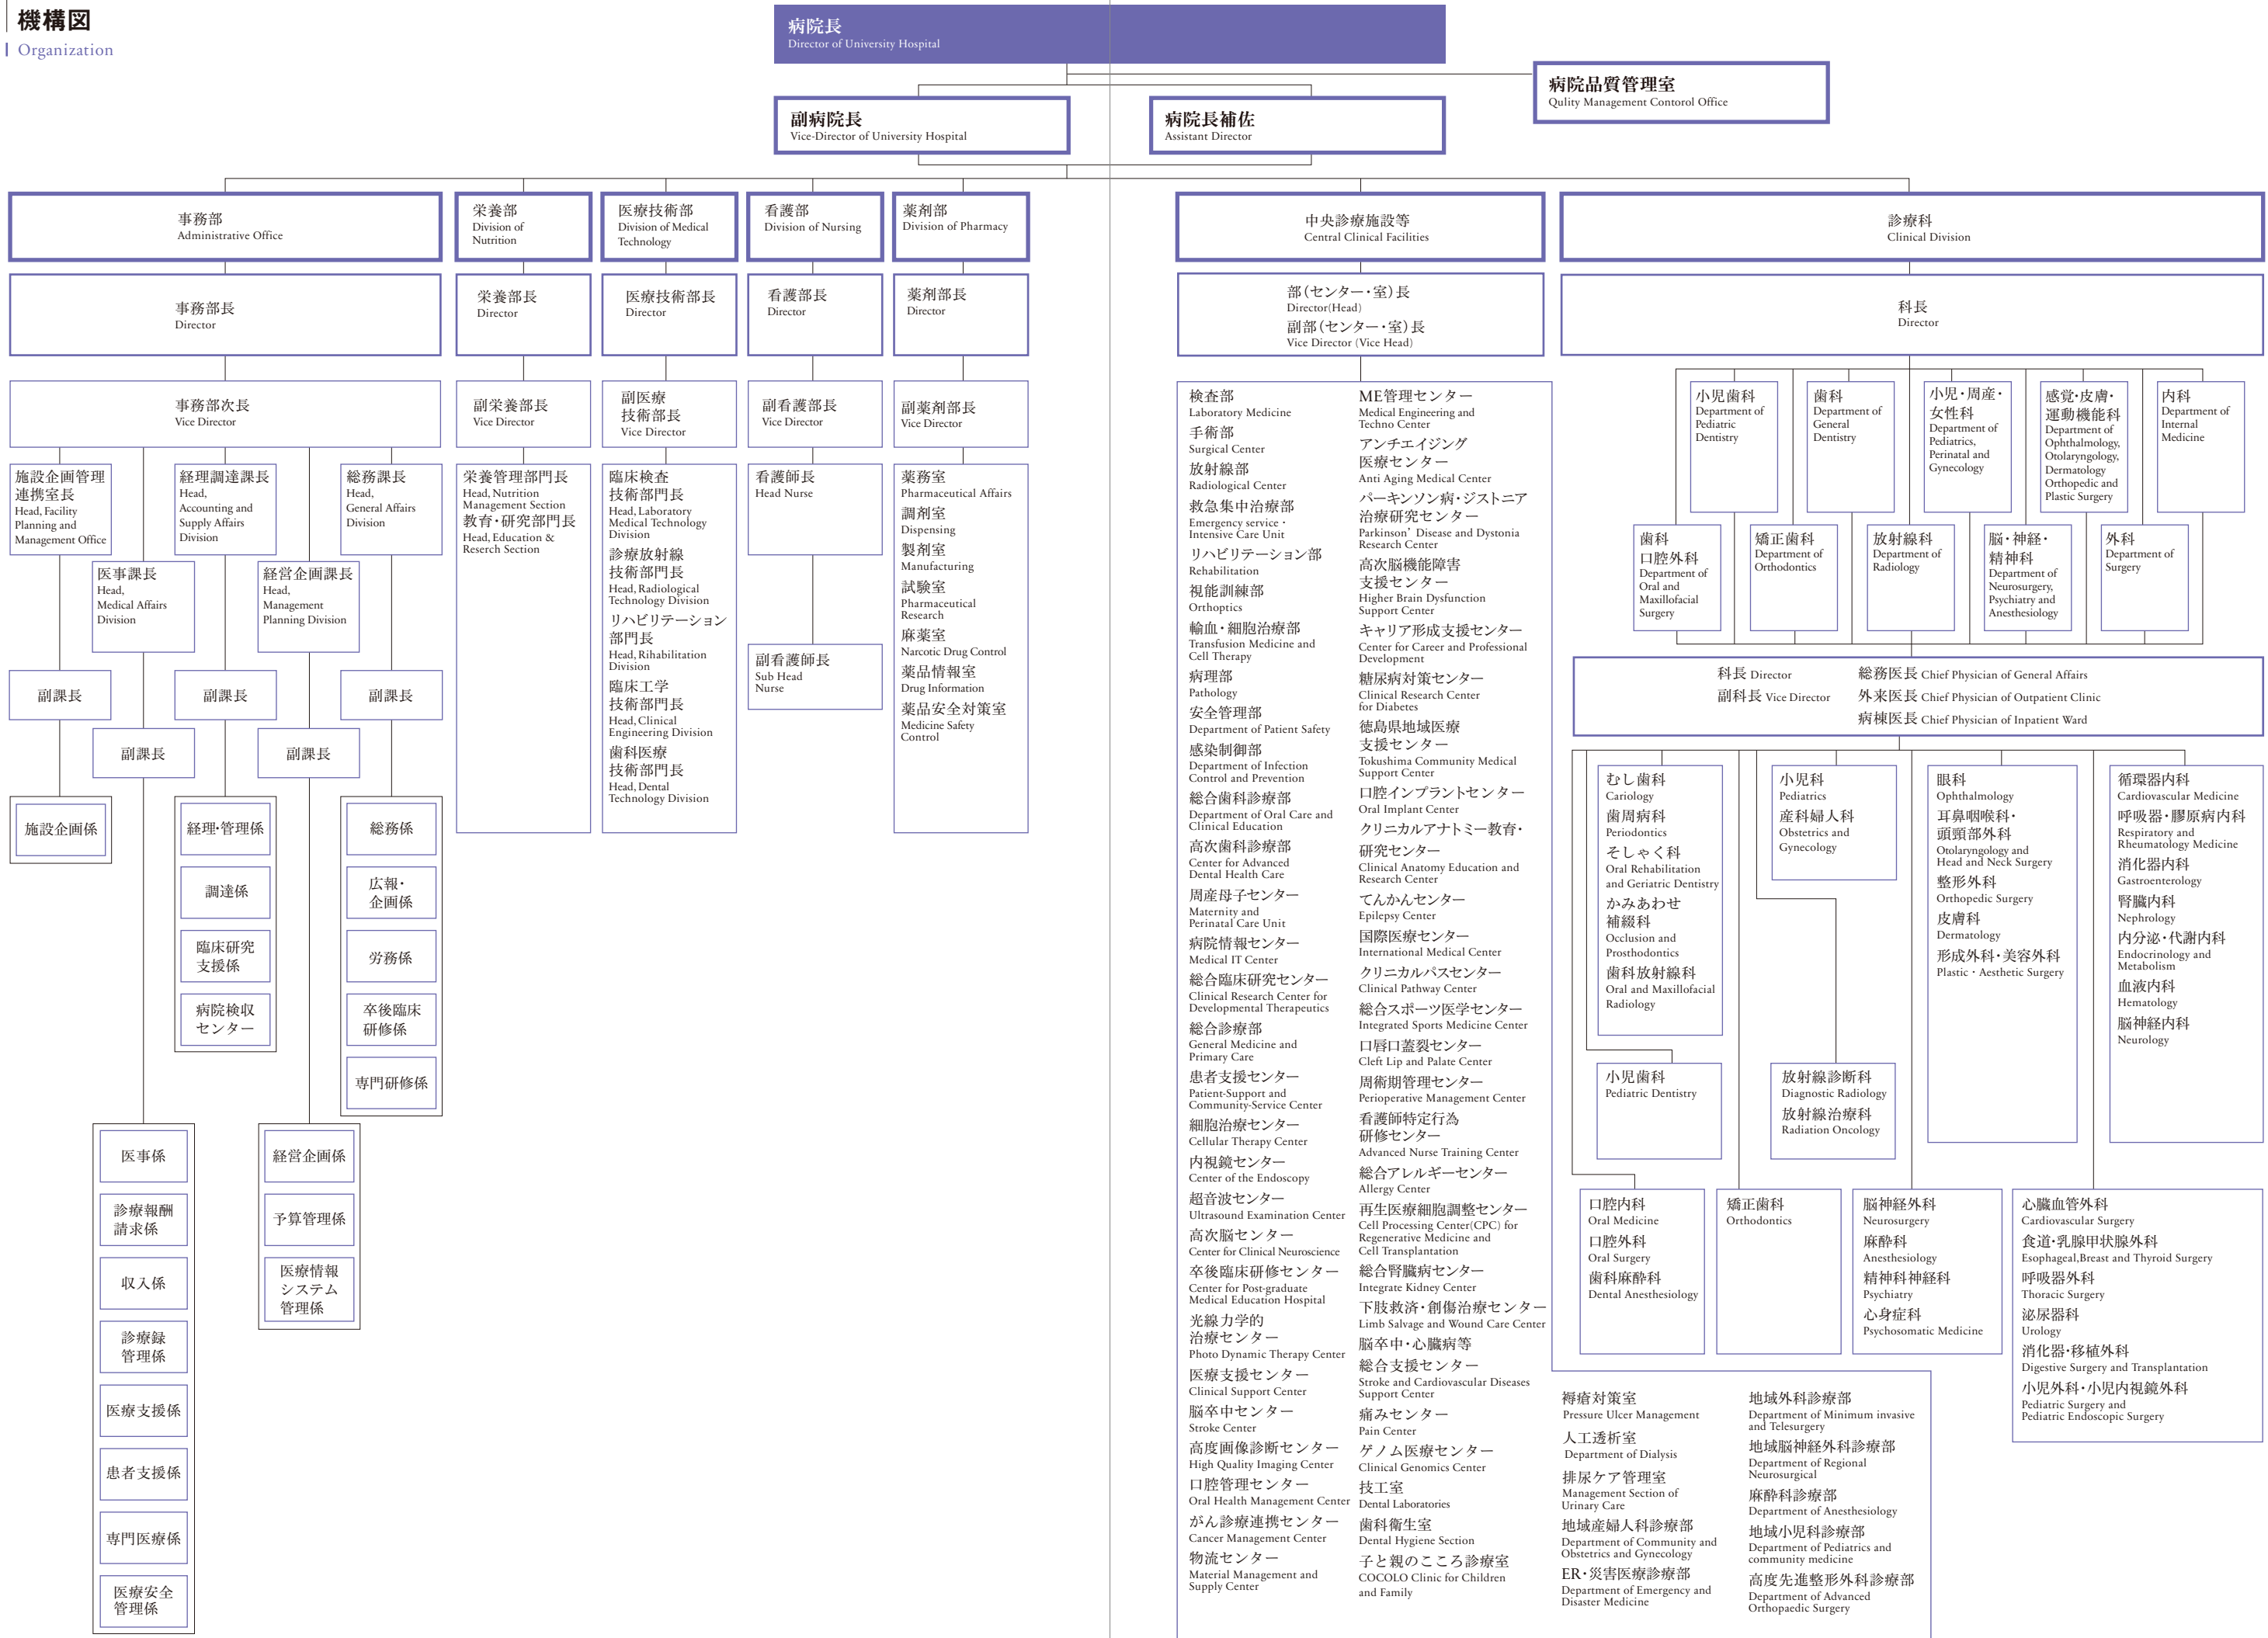 機構図
Organization
病院長
Director of University Hospital
病院品質管理室
Qulity Management Contorol Office
副病院長
Vice-Director of University Hospital
病院長補佐
Assistant Director
事務部
Administrative Office
栄養部
Division of
Nutrition
医療技術部
Division of Medical
Technology
看護部
Division of Nursing
薬剤部
Division of Pharmacy
中央診療施設等
Central Clinical Facilities
診療科
Clinical Division
事務部長
Director
栄養部長
Director
医療技術部長
Director
看護部長
Director
薬剤部長
Director
部(センター・室)長
Director(Head)
副部(センター・室)長
Vice Director (Vice Head)
科長
Director
事務部次長
Vice Director
副栄養部長
Vice Director
副医療
技術部長
Vice Director
副看護部長
Vice Director
副薬剤部長
Vice Director
施設企画管理
連携室長
Head, Facility
Planning and
Management Office
経理調達課長
Head,
Accounting and
Supply Affairs
Division
総務課長
Head,
General Affairs
Division
医事課長
Head,
Medical Affairs
Division
経営企画課長
Head,
Management
Planning Division
副課長
副課長
副課長
副課長
副課長
施設企画係
経理・管理係
調達係
臨床研究
支援係
病院検収
センター
総務係
広報・
企画係
労務係
卒後臨床
研修係
専門研修係
医事係
診療報酬
請求係
収入係
診療録
管理係
医療支援係
患者支援係
専門医療係
医療安全
管理係
経営企画係
予算管理係
医療情報
システム
管理係
栄養管理部門長
Head, Nutrition
Management Section
教育・研究部門長
Head, Education &
Reserch Section
臨床検査
技術部門長
Head, Laboratory
Medical Technology
Division
診療放射線
技術部門長
Head, Radiological
Technology Division
リハビリテーション
部門長
Head, Rihabilitation
Division
臨床工学
技術部門長
Head, Clinical
Engineering Division
歯科医療
技術部門長
Head, Dental
Technology Division
看護師長
Head Nurse
副看護師長
Sub Head
Nurse
薬務室
Pharmaceutical Affairs
調剤室
Dispensing
製剤室
Manufacturing
試験室
Pharmaceutical
Research
麻薬室
Narcotic Drug Control
薬品情報室
Drug Information
薬品安全対策室
Medicine Safety
Control
検査部
Laboratory Medicine
手術部
Surgical Center
放射線部
Radiological Center
救急集中治療部
Emergency service・
Intensive Care Unit
リハビリテーション部
Rehabilitation
視能訓練部
Orthoptics
輸血・細胞治療部
Transfusion Medicine and
Cell Therapy
病理部
Pathology
安全管理部
Department of Patient Safety
感染制御部
Department of Infection
Control and Prevention
総合歯科診療部
Department of Oral Care and
Clinical Education
高次歯科診療部
Center for Advanced
Dental Health Care
周産母子センター
Maternity and
Perinatal Care Unit
病院情報センター
Medical IT Center
総合臨床研究センター
Clinical Research Center for
Developmental Therapeutics
総合診療部
General Medicine and
Primary Care
患者支援センター
Patient-Support and
Community-Service Center
細胞治療センター
Cellular Therapy Center
内視鏡センター
Center of the Endoscopy
超音波センター
Ultrasound Examination Center
高次脳センター
Center for Clinical Neuroscience
卒後臨床研修センター
Center for Post-graduate
Medical Education Hospital
光線力学的
治療センター
Photo Dynamic Therapy Center
医療支援センター
Clinical Support Center
脳卒中センター
Stroke Center
高度画像診断センター
High Quality Imaging Center
口腔管理センター
Oral Health Management Center
がん診療連携センター
Cancer Management Center
物流センター
Material Management and
Supply Center
ME管理センター
Medical Engineering and
Techno Center
アンチエイジング
医療センター
Anti Aging Medical Center
パーキンソン病・ジストニア
治療研究センター
Parkinson’ Disease and Dystonia
Research Center
高次脳機能障害
支援センター
Higher Brain Dysfunction
Support Center
キャリア形成支援センター
Center for Career and Professional
Development
糖尿病対策センター
Clinical Research Center
for Diabetes
徳島県地域医療
支援センター
Tokushima Community Medical
Support Center
口腔インプラントセンター
Oral Implant Center
クリニカルアナトミー教育・
研究センター
Clinical Anatomy Education and
Research Center
てんかんセンター
Epilepsy Center
国際医療センター
International Medical Center
クリニカルパスセンター
Clinical Pathway Center
総合スポーツ医学センター
Integrated Sports Medicine Center
口唇口蓋裂センター
Cleft Lip and Palate Center
周術期管理センター
Perioperative Management Center
看護師特定行為
研修センター
Advanced Nurse Training Center
総合アレルギーセンター
Allergy Center
再生医療細胞調整センター
Cell Processing Center(CPC) for
Regenerative Medicine and
Cell Transplantation
総合腎臓病センター
Integrate Kidney Center
下肢救済・創傷治療センター
Limb Salvage and Wound Care Center
脳卒中・心臓病等
総合支援センター
Stroke and Cardiovascular Diseases
Support Center
痛みセンター
Pain Center
ゲノム医療センター
Clinical Genomics Center
技工室
Dental Laboratories
歯科衛生室
Dental Hygiene Section
子と親のこころ診療室
COCOLO Clinic for Children
and Family
褥瘡対策室
Pressure Ulcer Management
人工透析室
Department of Dialysis
排尿ケア管理室
Management Section of
Urinary Care
地域産婦人科診療部
Department of Community and
Obstetrics and Gynecology
ER・災害医療診療部
Department of Emergency and
Disaster Medicine
地域外科診療部
Department of Minimum invasive
and Telesurgery
地域脳神経外科診療部
Department of Regional
Neurosurgical
麻酔科診療部
Department of Anesthesiology
地域小児科診療部
Department of Pediatrics and
community medicine
高度先進整形外科診療部
Department of Advanced
Orthopaedic Surgery
小児歯科
Department of
Pediatric
Dentistry
歯科
Department of
General
Dentistry
小児・周産・
女性科
Department of
Pediatrics,
Perinatal and
Gynecology
感覚・皮膚・
運動機能科
Department of
Ophthalmology,
Otolaryngology,
Dermatology
Orthopedic and
Plastic Surgery
内科
Department of
Internal
Medicine
歯科
口腔外科
Department of
Oral and
Maxillofacial
Surgery
矯正歯科
Department of
Orthodontics
放射線科
Department of
Radiology
脳・神経・
精神科
Department of
Neurosurgery,
Psychiatry and
Anesthesiology
外科
Department of
Surgery
科長 Director
副科長 Vice Director
総務医長 Chief Physician of General Affairs
外来医長 Chief Physician of Outpatient Clinic
病棟医長 Chief Physician of Inpatient Ward
むし歯科
Cariology
歯周病科
Periodontics
そしゃく科
Oral Rehabilitation
and Geriatric Dentistry
かみあわせ
補綴科
Occlusion and
Prosthodontics
歯科放射線科
Oral and Maxillofacial
Radiology
小児科
Pediatrics
産科婦人科
Obstetrics and
Gynecology
眼科
Ophthalmology
耳鼻咽喉科・
頭頸部外科
Otolaryngology and
Head and Neck Surgery
整形外科
Orthopedic Surgery
皮膚科
Dermatology
形成外科・美容外科
Plastic・Aesthetic Surgery
循環器内科
Cardiovascular Medicine
呼吸器・膠原病内科
Respiratory and
Rheumatology Medicine
消化器内科
Gastroenterology
腎臓内科
Nephrology
内分泌・代謝内科
Endocrinology and
Metabolism
血液内科
Hematology
脳神経内科
Neurology
小児歯科
Pediatric Dentistry
放射線診断科
Diagnostic Radiology
放射線治療科
Radiation Oncology
口腔内科
Oral Medicine
口腔外科
Oral Surgery
歯科麻酔科
Dental Anesthesiology
矯正歯科
Orthodontics
脳神経外科
Neurosurgery
麻酔科
Anesthesiology
精神科神経科
Psychiatry
心身症科
Psychosomatic Medicine
心臓血管外科
Cardiovascular Surgery
食道・乳腺甲状腺外科
Esophageal,Breast and Thyroid Surgery
呼吸器外科
Thoracic Surgery
泌尿器科
Urology
消化器・移植外科
Digestive Surgery and Transplantation
小児外科・小児内視鏡外科
Pediatric Surgery and
Pediatric Endoscopic Surgery